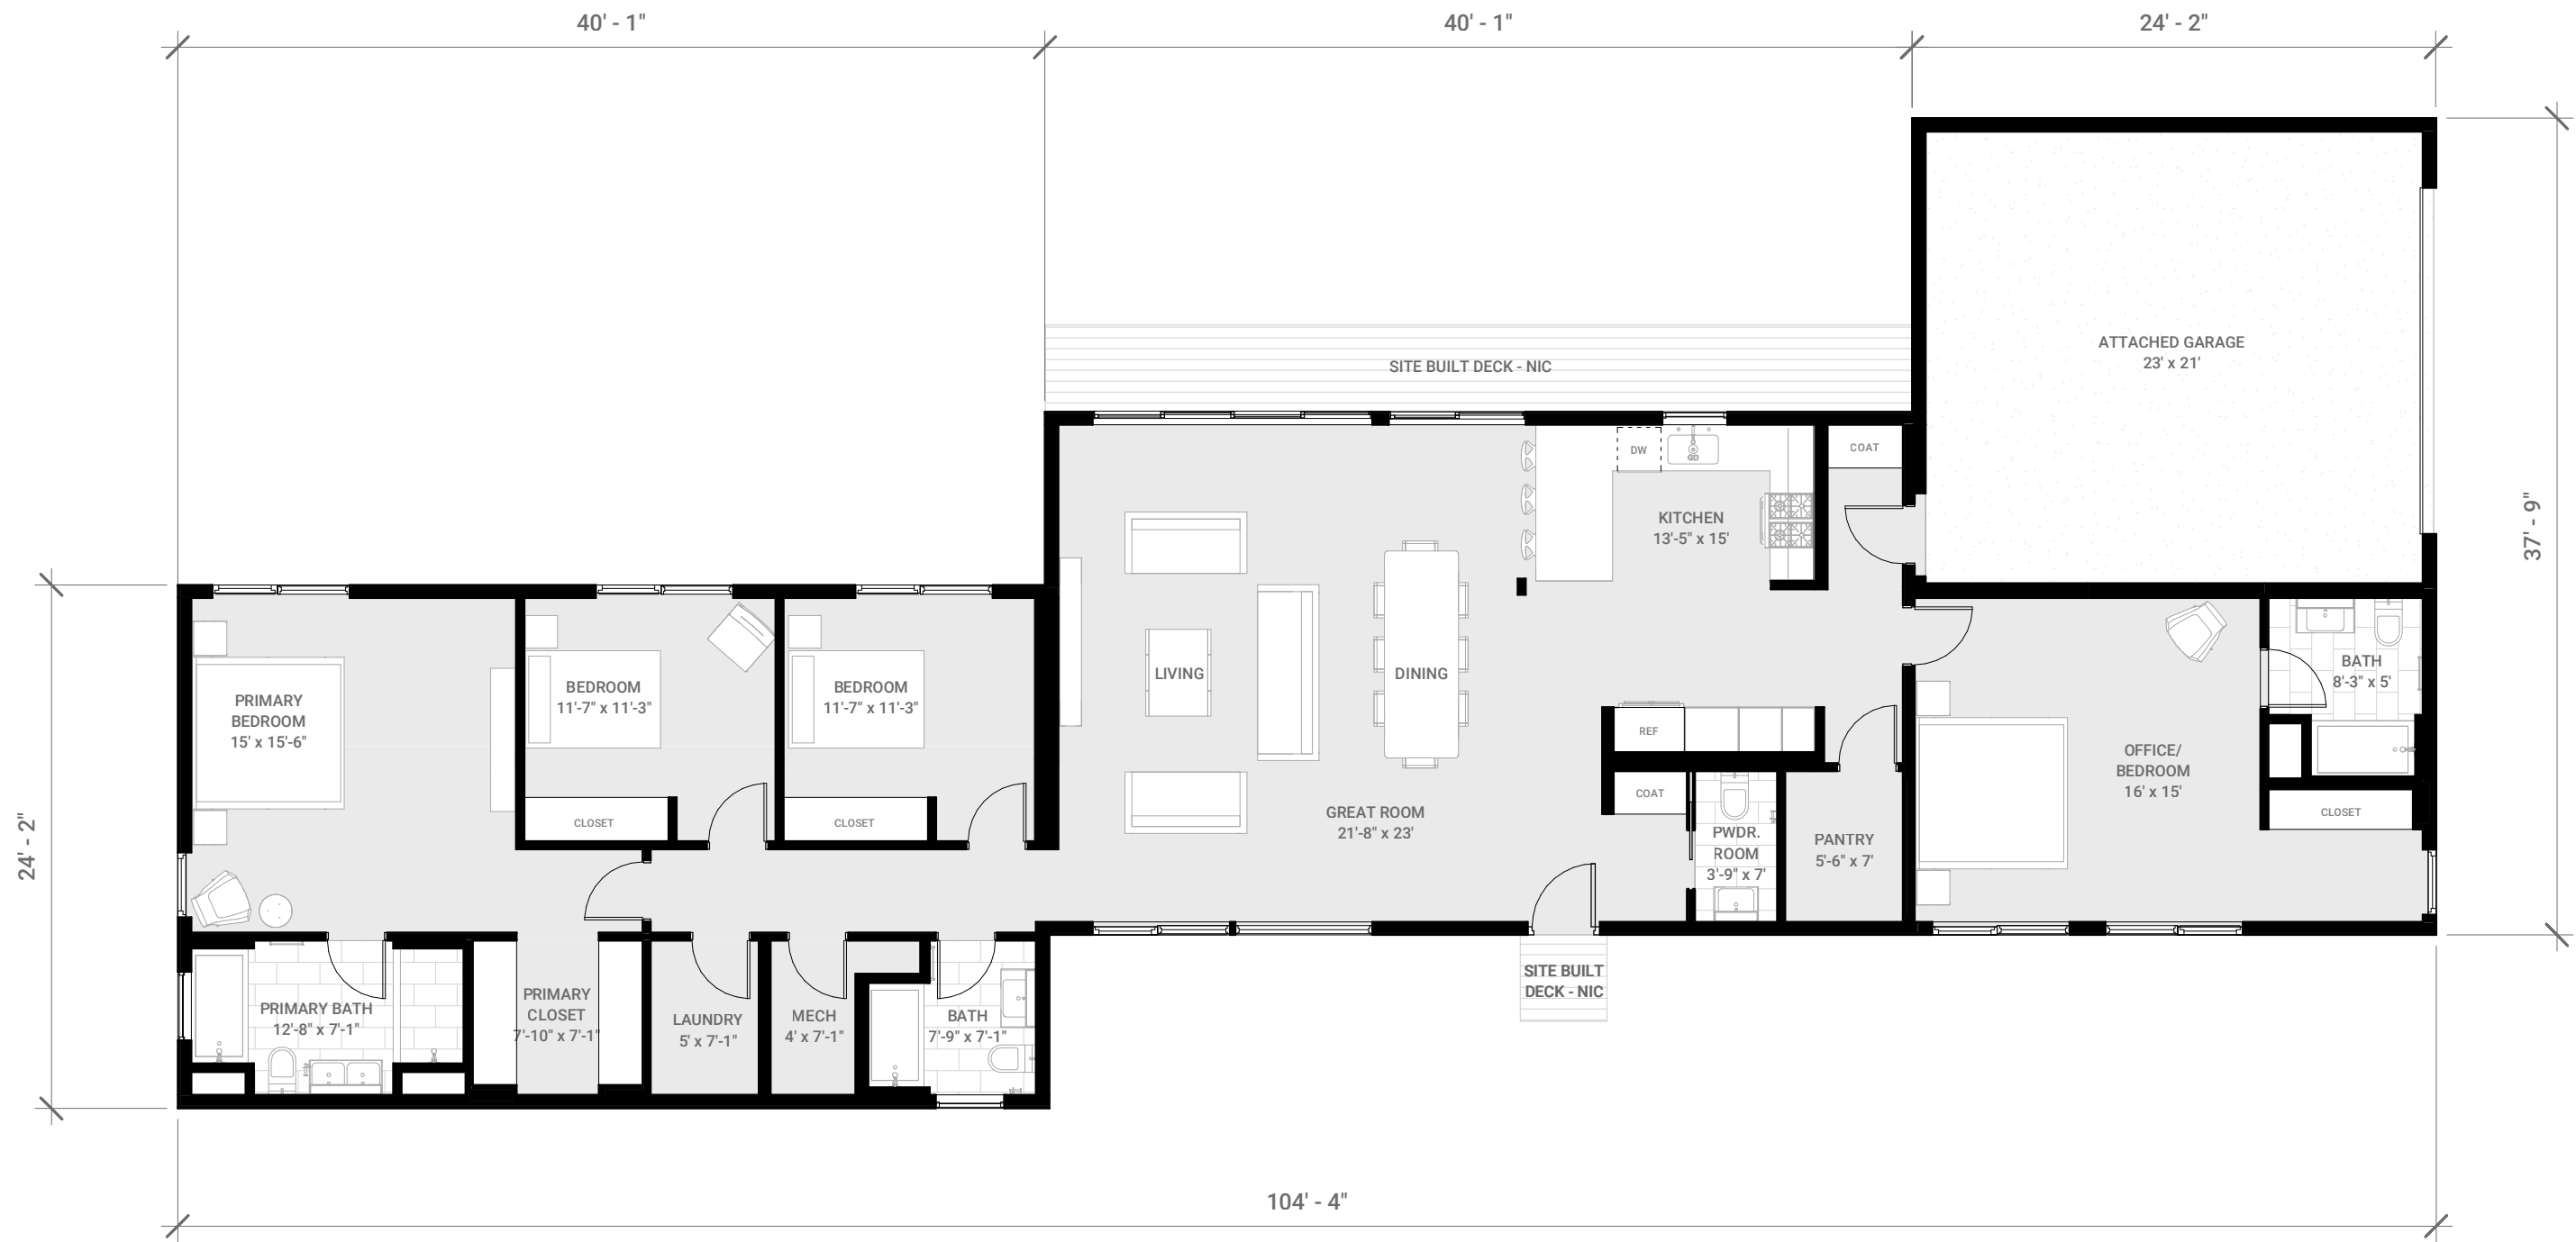 40' - 1"
40' - 1"
24' - 2"
ATTACHED GARAGE
23' x 21'
SITE BUILT DECK - NIC
DW
COAT
KITCHEN
13'-5" x 15'
37' - 9"
24' - 2"
PRIMARY
BEDROOM
15' x 15'-6"
BEDROOM
11'-7" x 11'-3"
BEDROOM
11'-7" x 11'-3"
LIVING
DINING
BATH
8'-3" x 5'
REF
OFFICE/
BEDROOM
16' x 15'
COAT
CLOSET
CLOSET
CLOSET
GREAT ROOM
21'-8" x 23'
PWDR.
ROOM
3'-9" x 7'
PANTRY
5'-6" x 7'
SITE BUILT
DECK - NIC
PRIMARY BATH
12'-8" x 7'-1"
PRIMARY
CLOSET
7'-10" x 7'-1"
LAUNDRY
5' x 7'-1"
MECH
4' x 7'-1"
BATH
7'-9" x 7'-1"
104' - 4"